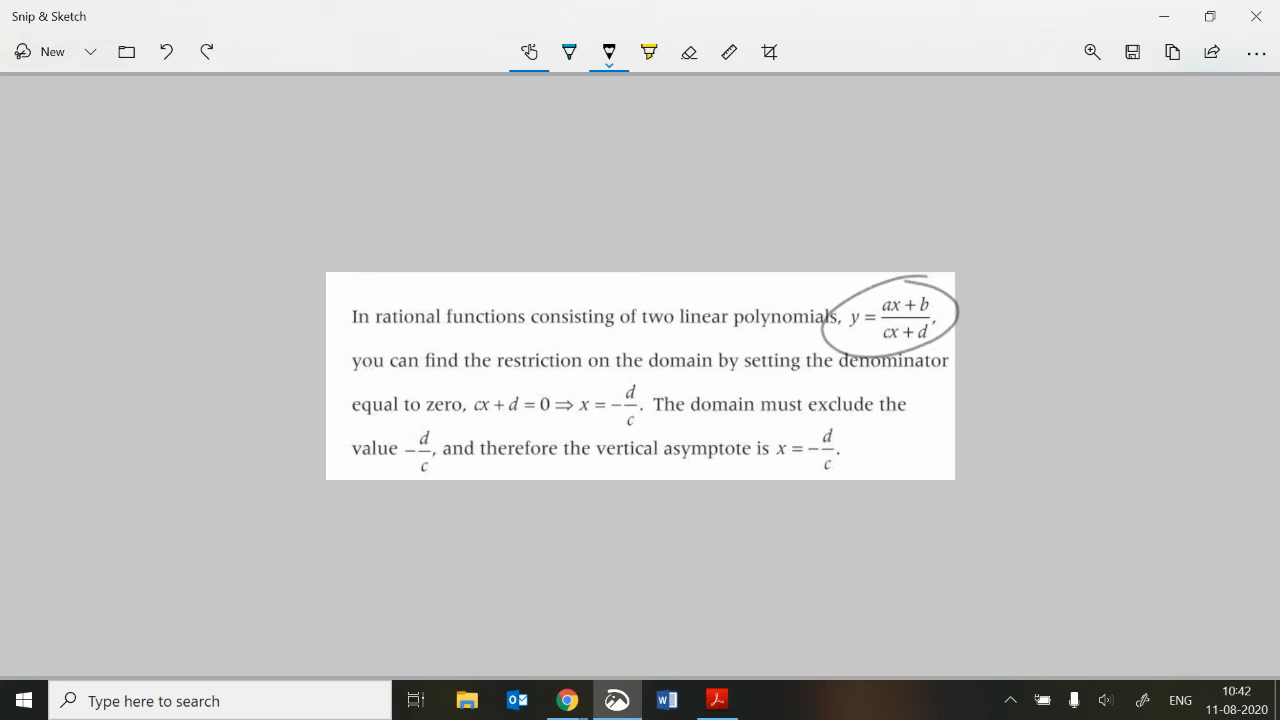 Snip & Sketch
New
In rational functions consisting of two linear polynomials, y = (ax + b)/(cx + d),
you can find the restriction on the domain by setting the denominator
equal to zero, cx + d = 0 ⇒ x = −d/c. The domain must exclude the
value −d/c, and therefore the vertical asymptote is x = −d/c.
Type here to search
ENG
10:42
11-08-2020